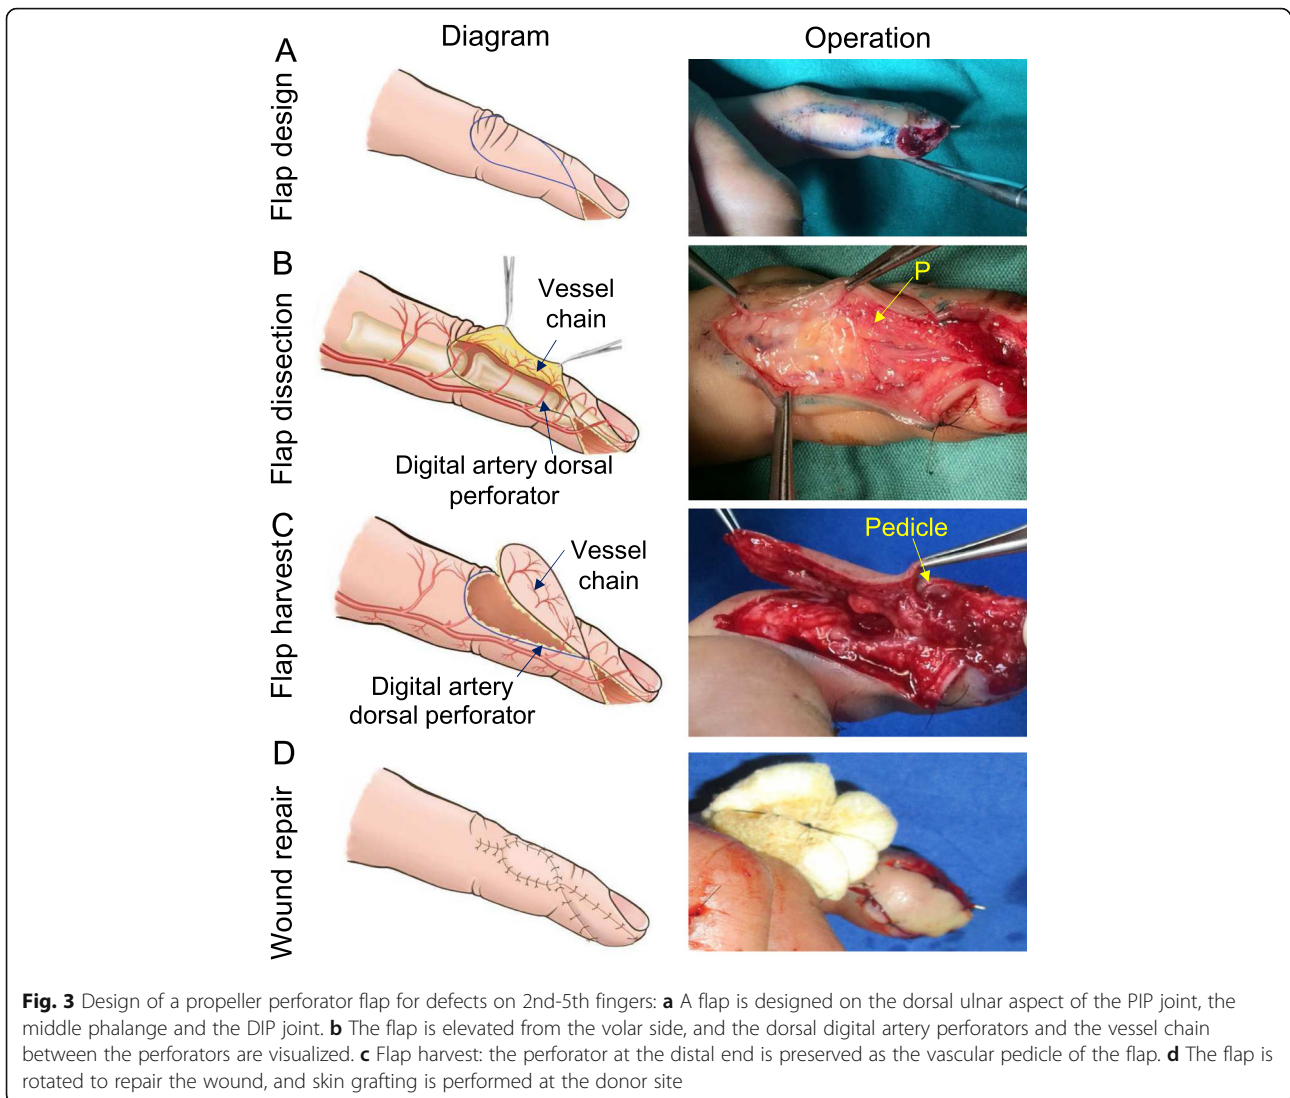 Diagram
Operation
A
Flap design
B
Flap dissection
Vessel
chain
Digital artery dorsal
perforator
P
C
Flap harvest
Vessel
chain
Digital artery
dorsal perforator
Pedicle
D
Wound repair
Fig. 3 Design of a propeller perforator flap for defects on 2nd-5th fingers: a A flap is designed on the dorsal ulnar aspect of the PIP joint, the
middle phalange and the DIP joint. b The flap is elevated from the volar side, and the dorsal digital artery perforators and the vessel chain
between the perforators are visualized. c Flap harvest: the perforator at the distal end is preserved as the vascular pedicle of the flap. d The flap is
rotated to repair the wound, and skin grafting is performed at the donor site